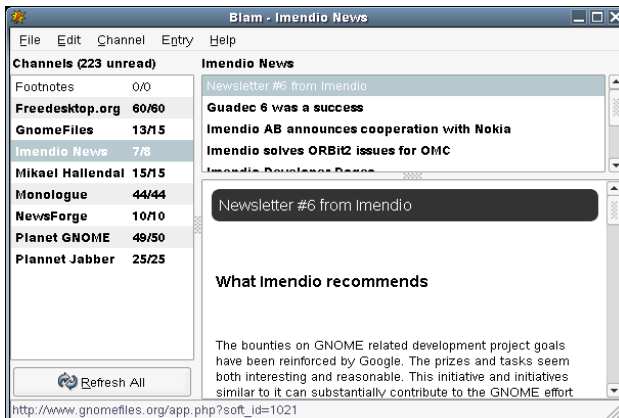 Blam - Imendio News
File Edit Channel Entry Help
Channels (223 unread)
Footnotes 0/0
Freedesktop.org 60/60
GnomeFiles 13/15
Imendio News 7/8
Mikael Hallendal 15/15
Monologue 44/44
NewsForge 10/10
Planet GNOME 49/50
Plannet Jabber 25/25
Refresh All
Imendio News
Newsletter #6 from Imendio
Guadec 6 was a success
Imendio AB announces cooperation with Nokia
Imendio solves ORBit2 issues for OMC
Imendio Developer Pages
Newsletter #6 from Imendio
What Imendio recommends
The bounties on GNOME related development project goals
have been reinforced by Google. The prizes and tasks seem
both interesting and reasonable. This initiative and initiatives
similar to it can substantially contribute to the GNOME effort
http://www.gnomefiles.org/app.php?soft_id=1021